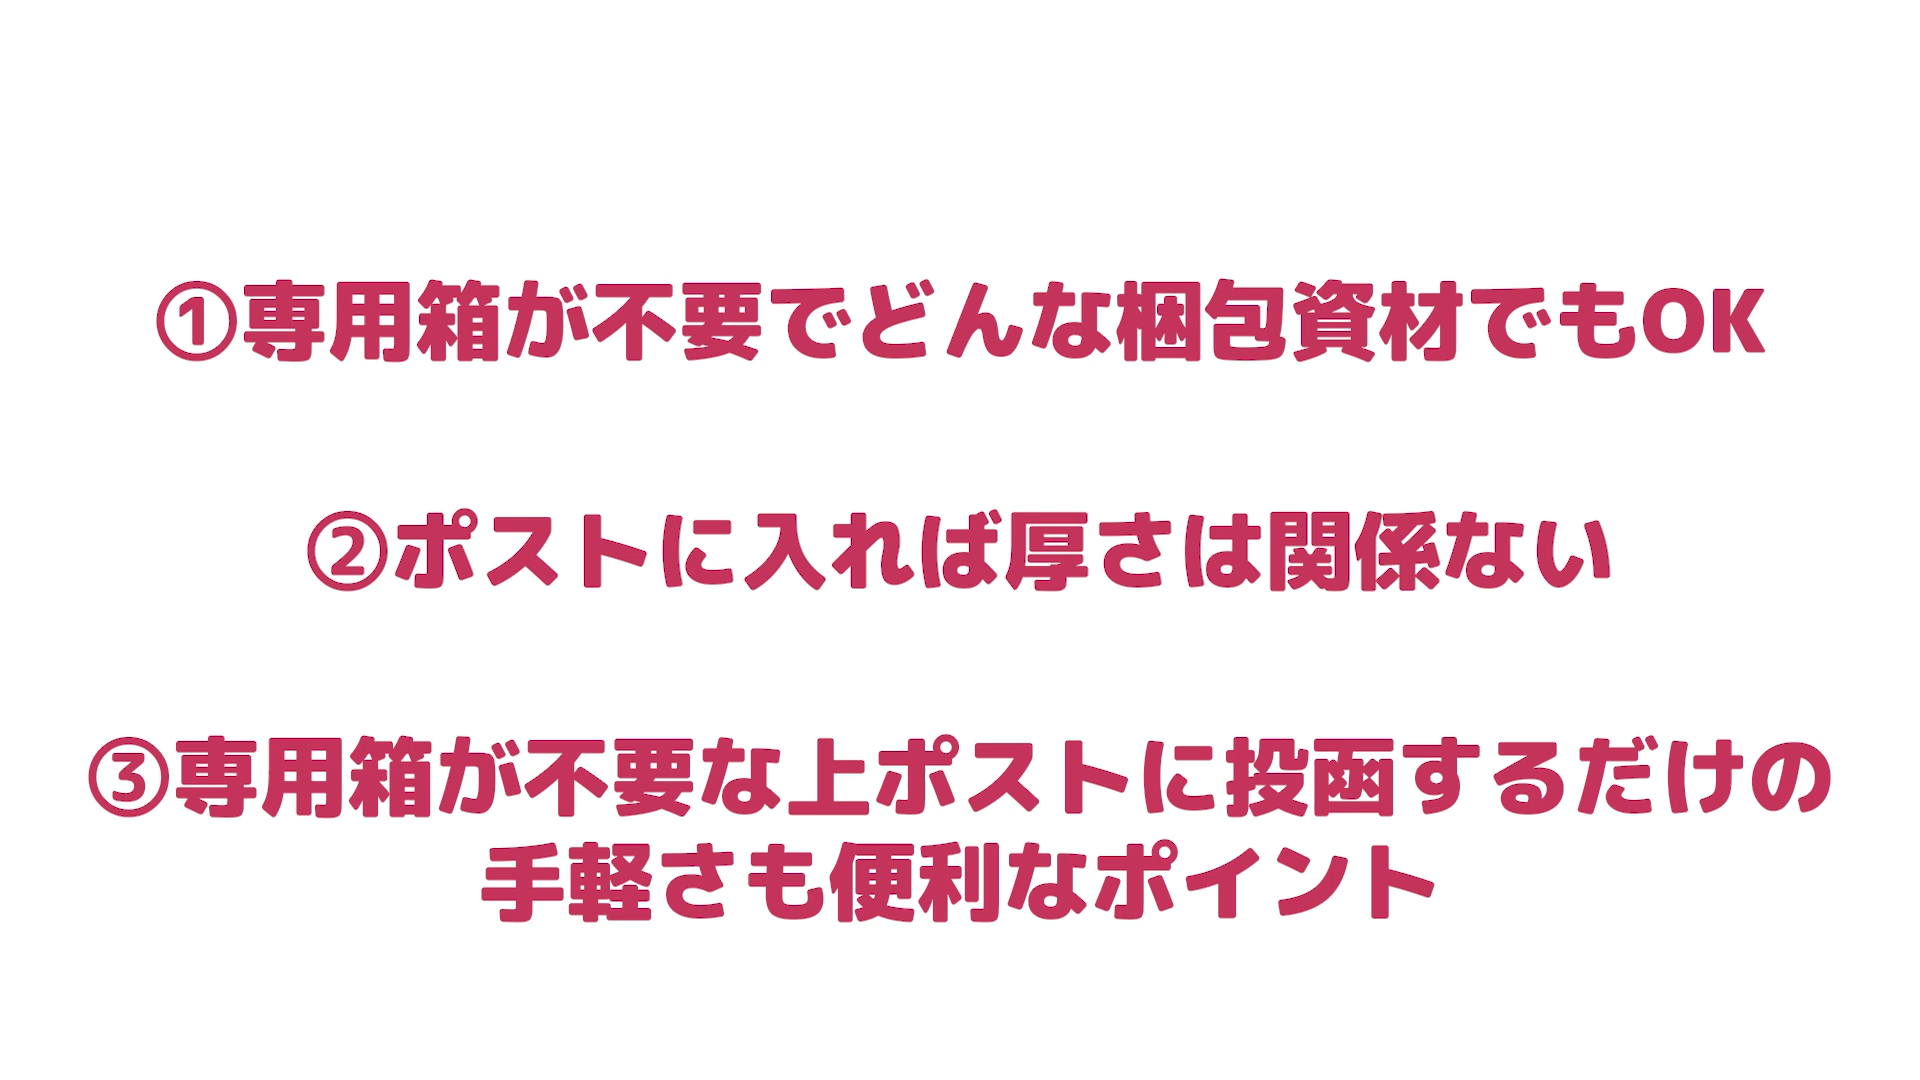 ①専用箱が不要でどんな梱包資材でもOK
②ポストに入れば厚さは関係ない
③専用箱が不要な上ポストに投函するだけの
手軽さも便利なポイント